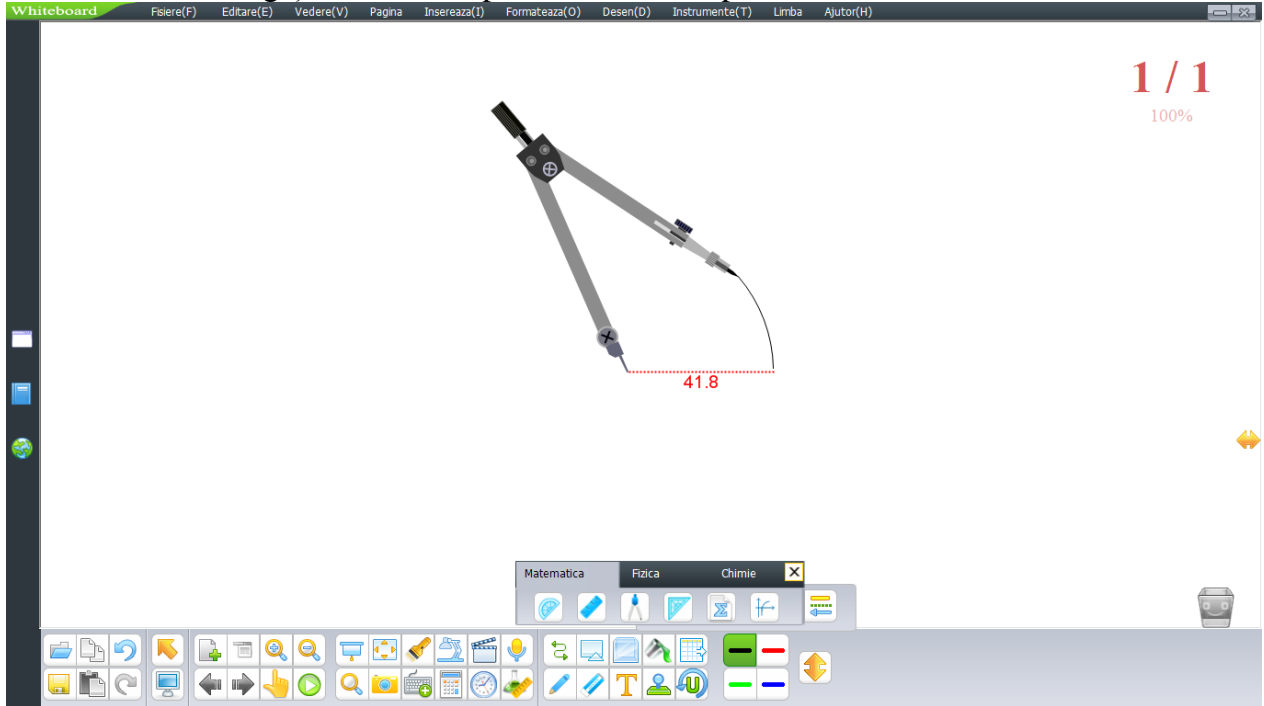 Whiteboard Fisiere(F) Editare(E) Vedere(V) Pagina Insereaza(I) Formateaza(O) Desen(D) Instrumente(T) Limba Ajutor(H)
1 / 1
100%
41.8
Matematica Fizica Chimie